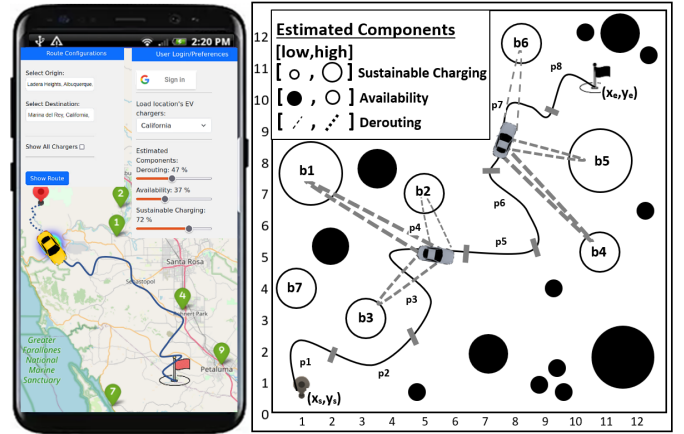 2:20 PM
Route Configurations
User Login/Preferences
Select Origin:
Ladera Heights, Albuquerque,
Select Destination:
Marina del Rey, California,
Show All Chargers
Show Route
G Sign in
Load location's EV
chargers:
California
Estimated
Components:
Derouting: 47 %
Availability: 37 %
Sustainable Charging:
72 %
2
1
Santa Rosa
Sebastopol
4
Rohnert Park
Greater
Farallones
National
Marine
Sanctuary
9
Petaluma
7
Estimated Components
[low,high]
[ , ] Sustainable Charging
[ , ] Availability
[ , ] Derouting
12
11
10
9
8
7
6
5
4
3
2
1
0
1 2 3 4 5 6 7 8 9 10 11 12
b6
p8
(xe,ye)
p7
b5
b1
b2
p6
p4
p5
b4
b7
p3
b3
p1
p2
(xs,ys)